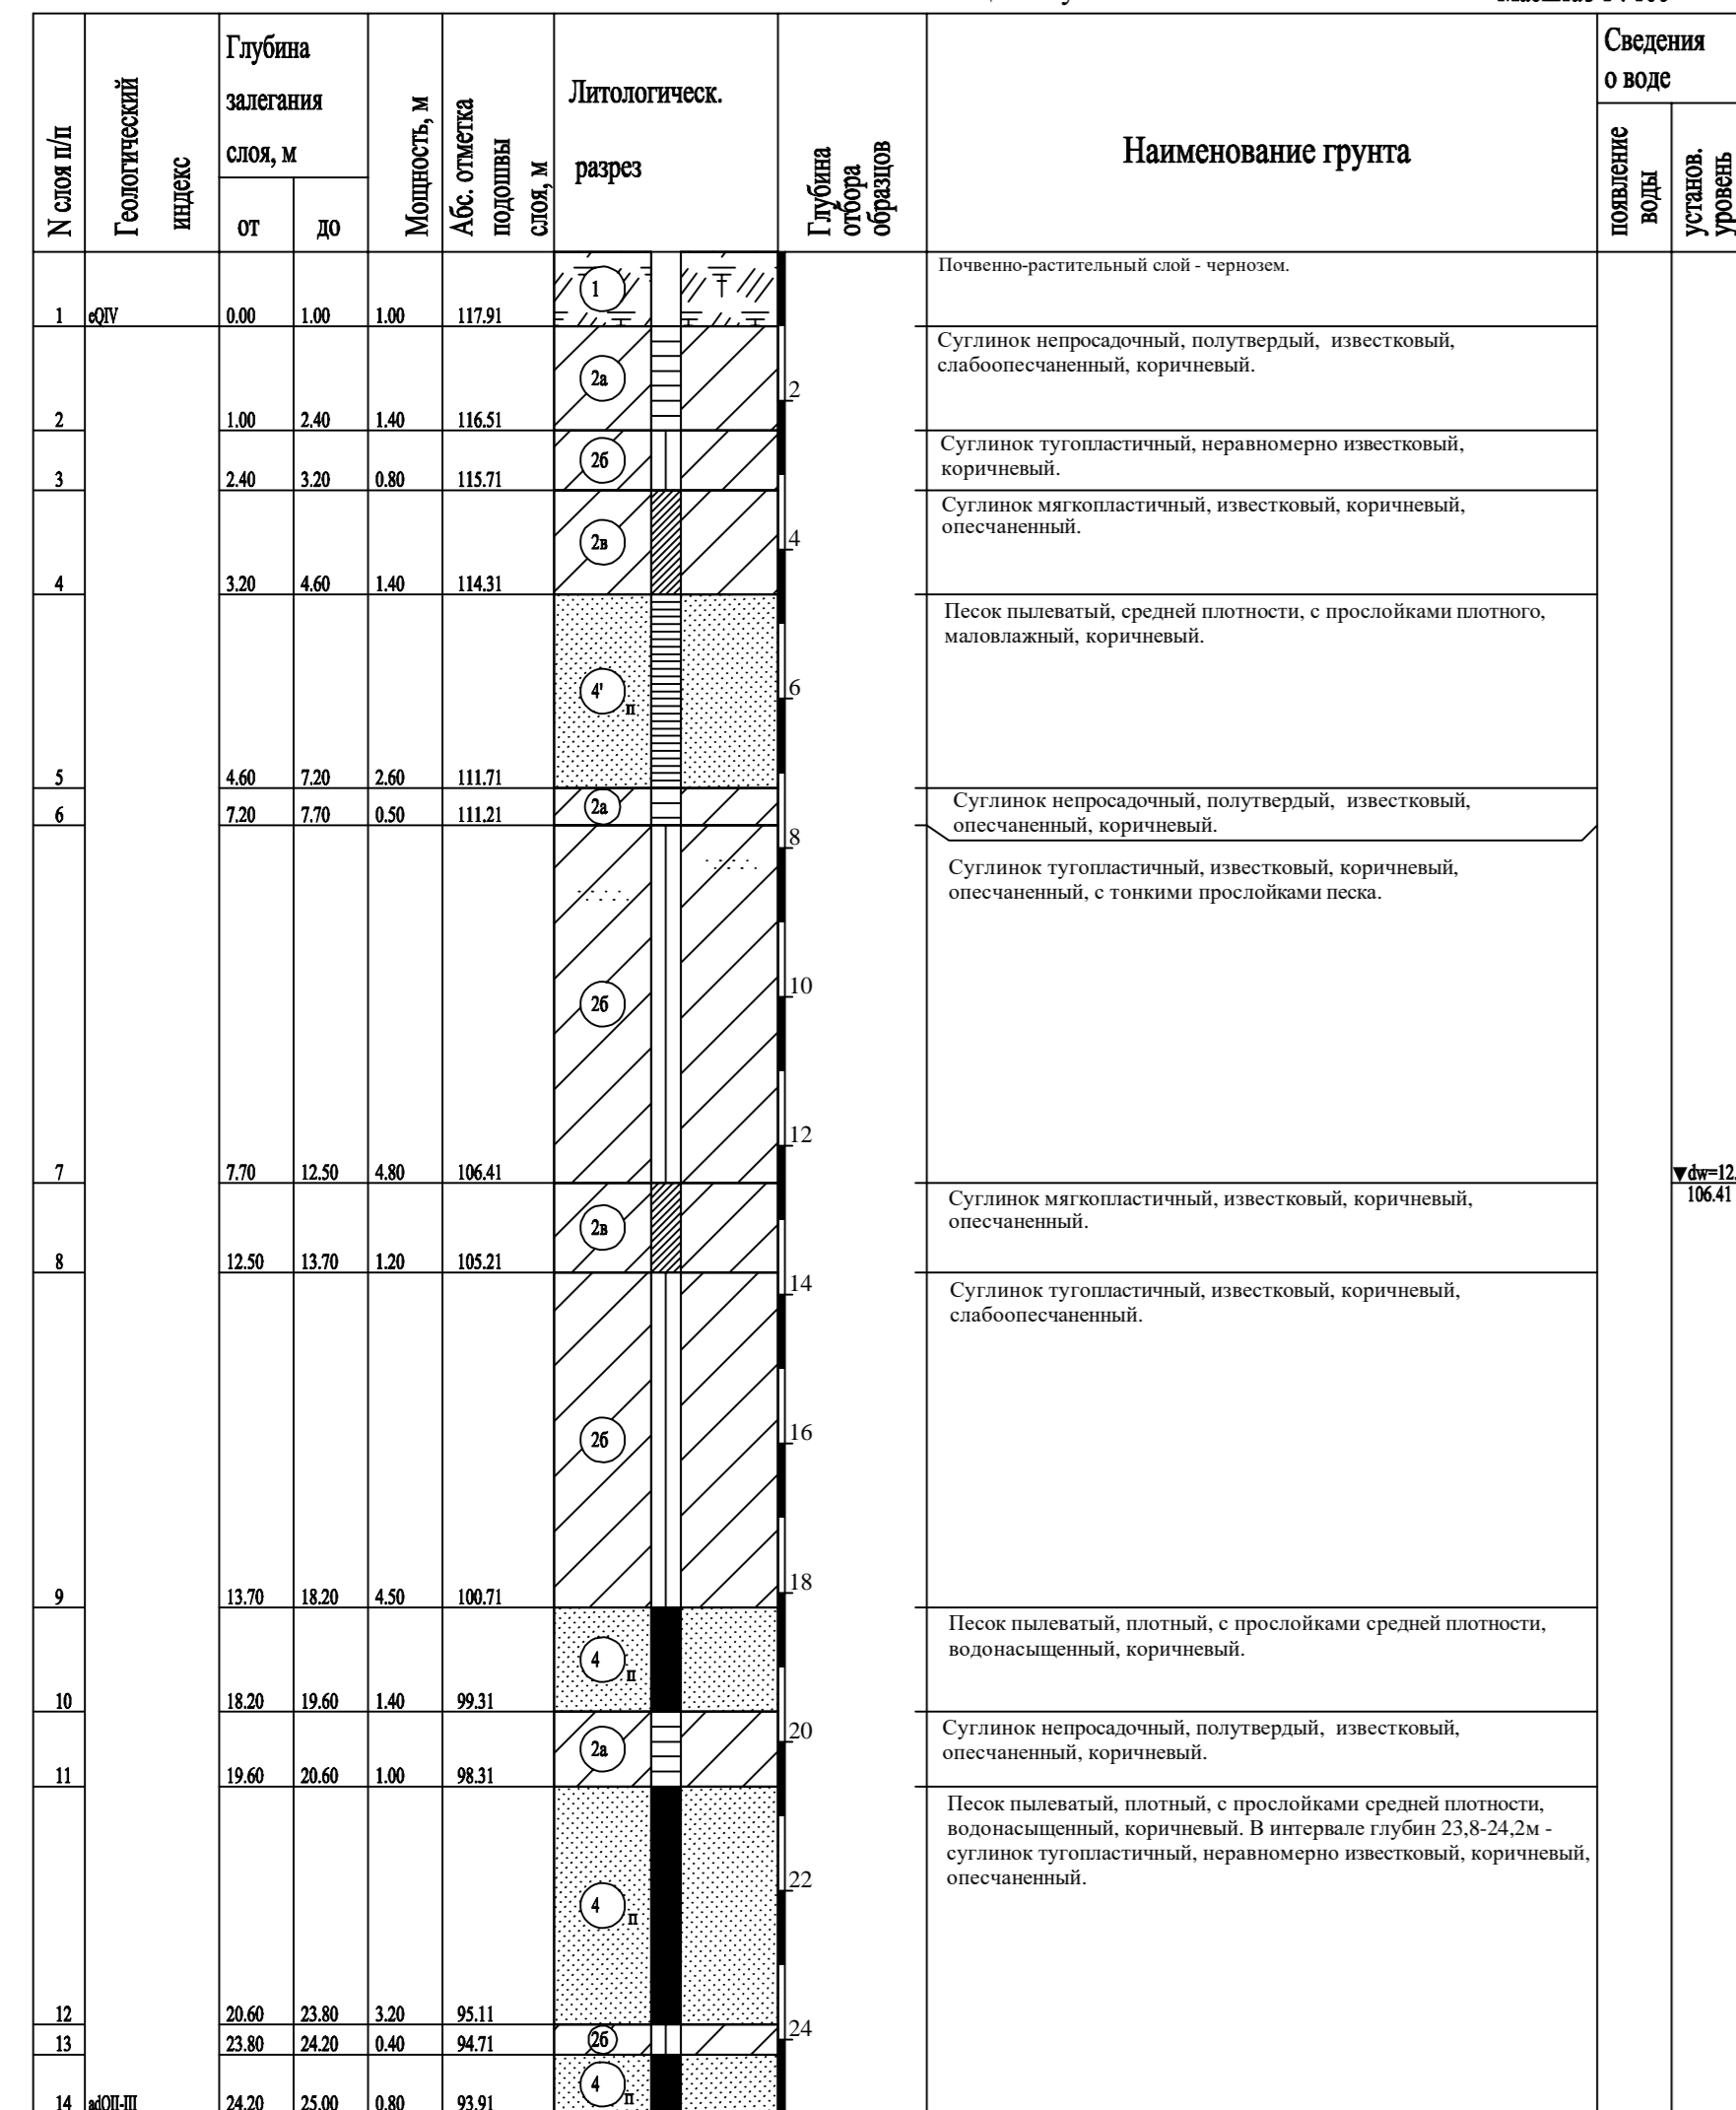 Сведения
о воде
Глубина
залегания
слоя, м
от
до
N слоя п/п
Геологический
индекс
Мощность, м
Абс. отметка
подошвы
слоя, м
Литологическ.
разрез
Глубина
отбора
образцов
Наименование грунта
появление
воды
установ.
уровень
1
Почвенно-растительный слой - чернозем.
1 eQIV 0.00 1.00 1.00 117.91
Суглинок непросадочный, полутвердый, известковый,
слабоопесчаненный, коричневый.
2а
2
2 1.00 2.40 1.40 116.51
Суглинок тугопластичный, неравномерно известковый,
коричневый.
2б
3 2.40 3.20 0.80 115.71
Суглинок мягкопластичный, известковый, коричневый,
опесчаненный.
2в
4
4 3.20 4.60 1.40 114.31
Песок пылеватый, средней плотности, с прослойками плотного,
маловлажный, коричневый.
4' п
6
5 4.60 7.20 2.60 111.71
Суглинок непросадочный, полутвердый, известковый,
опесчаненный, коричневый.
2а
6 7.20 7.70 0.50 111.21
8
Суглинок тугопластичный, известковый, коричневый,
опесчаненный, с тонкими прослойками песка.
10
2б
12
7 7.70 12.50 4.80 106.41
▼dw=12.
106.41
Суглинок мягкопластичный, известковый, коричневый,
опесчаненный.
2в
8 12.50 13.70 1.20 105.21
14
Суглинок тугопластичный, известковый, коричневый,
слабоопесчаненный.
2б
16
18
9 13.70 18.20 4.50 100.71
Песок пылеватый, плотный, с прослойками средней плотности,
водонасыщенный, коричневый.
4 п
10 18.20 19.60 1.40 99.31
Суглинок непросадочный, полутвердый, известковый,
опесчаненный, коричневый.
20
2а
11 19.60 20.60 1.00 98.31
Песок пылеватый, плотный, с прослойками средней плотности,
водонасыщенный, коричневый. В интервале глубин 23,8-24,2м -
суглинок тугопластичный, неравномерно известковый, коричневый,
опесчаненный.
22
4 п
12 20.60 23.80 3.20 95.11
24
2б
13 23.80 24.20 0.40 94.71
4 п
14 adQII-III 24.20 25.00 0.80 93.91